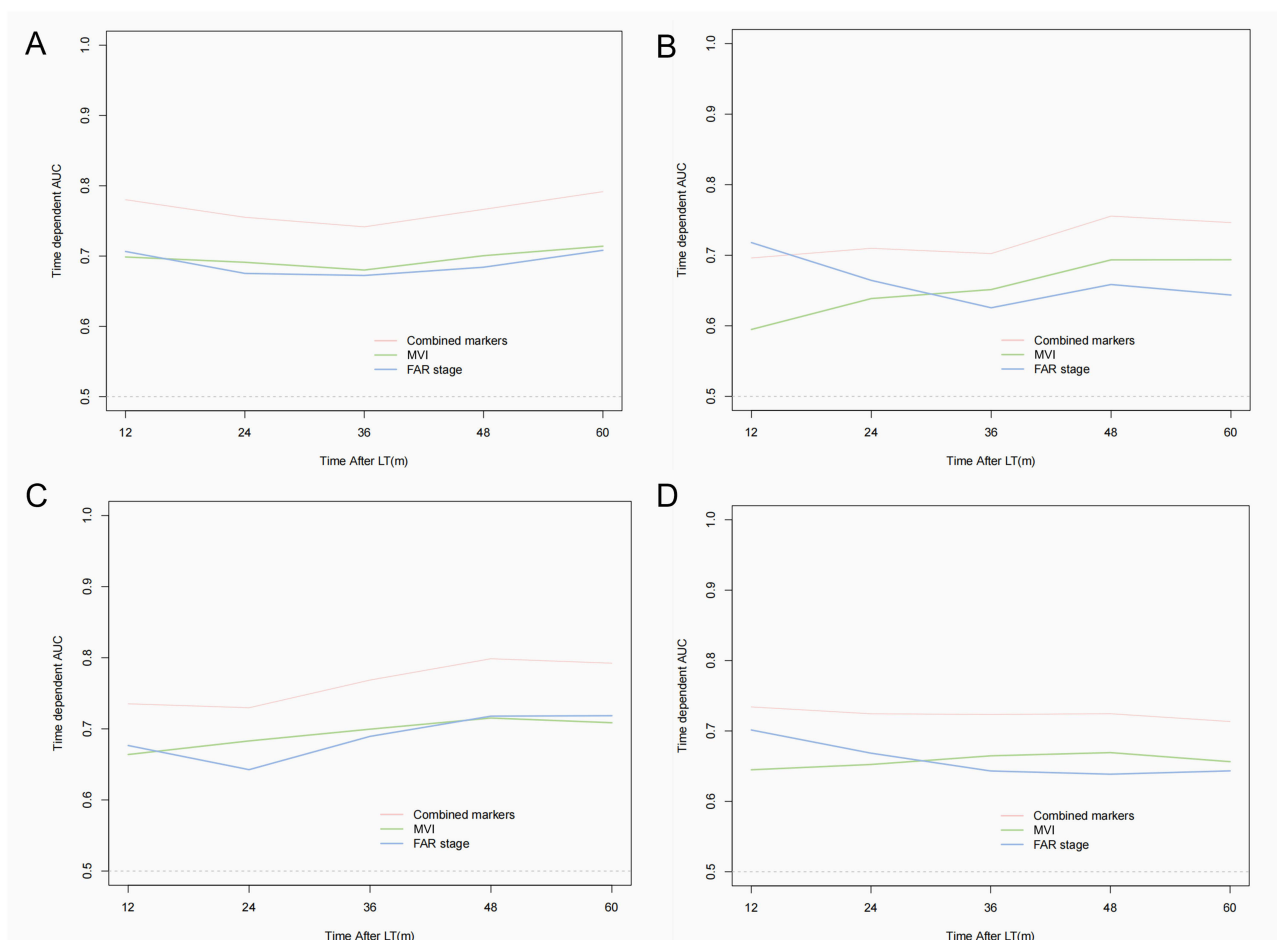 A
Time dependent AUC
1.0
0.9
0.8
0.7
0.6
0.5
Combined markers
MVI
FAR stage
12 24 36 48 60
Time After LT(m)
B
Time dependent AUC
1.0
0.9
0.8
0.7
0.6
0.5
Combined markers
MVI
FAR stage
12 24 36 48 60
Time After LT(m)
C
Time dependent AUC
1.0
0.9
0.8
0.7
0.6
0.5
Combined markers
MVI
FAR stage
12 24 36 48 60
Time After LT(m)
D
Time dependent AUC
1.0
0.9
0.8
0.7
0.6
0.5
Combined markers
MVI
FAR stage
12 24 36 48 60
Time After LT(m)